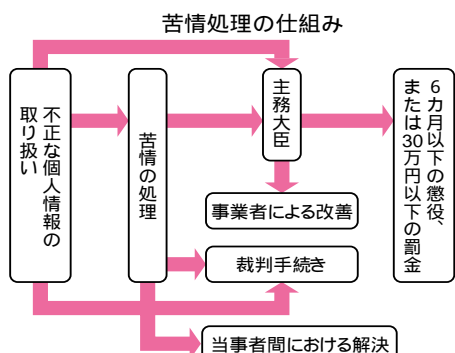 苦情処理の仕組み
不正な個人情報の
取り扱い
苦情の処理
主務大臣
6カ月以下の懲役、
または30万円以下の罰金
事業者による改善
裁判手続き
当事者間における解決